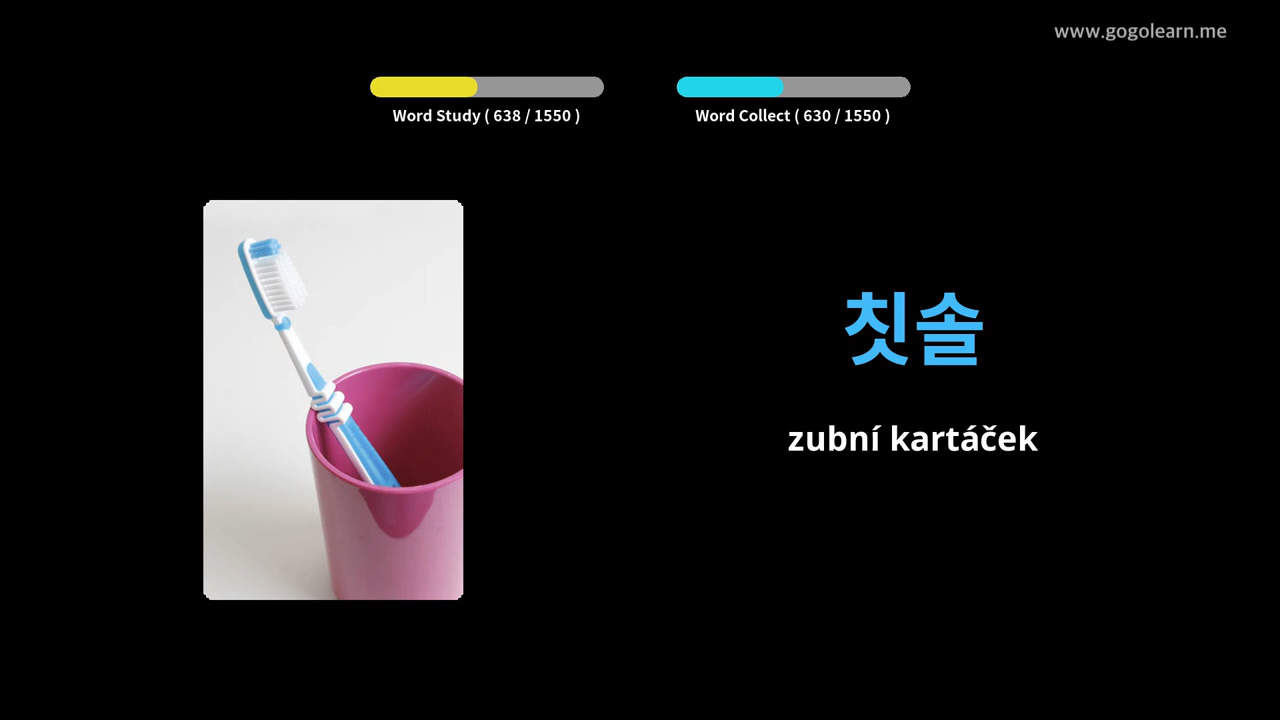 www.gogolearn.me
Word Study ( 638 / 1550 )
Word Collect ( 630 / 1550 )
칫솔
zubní kartáček